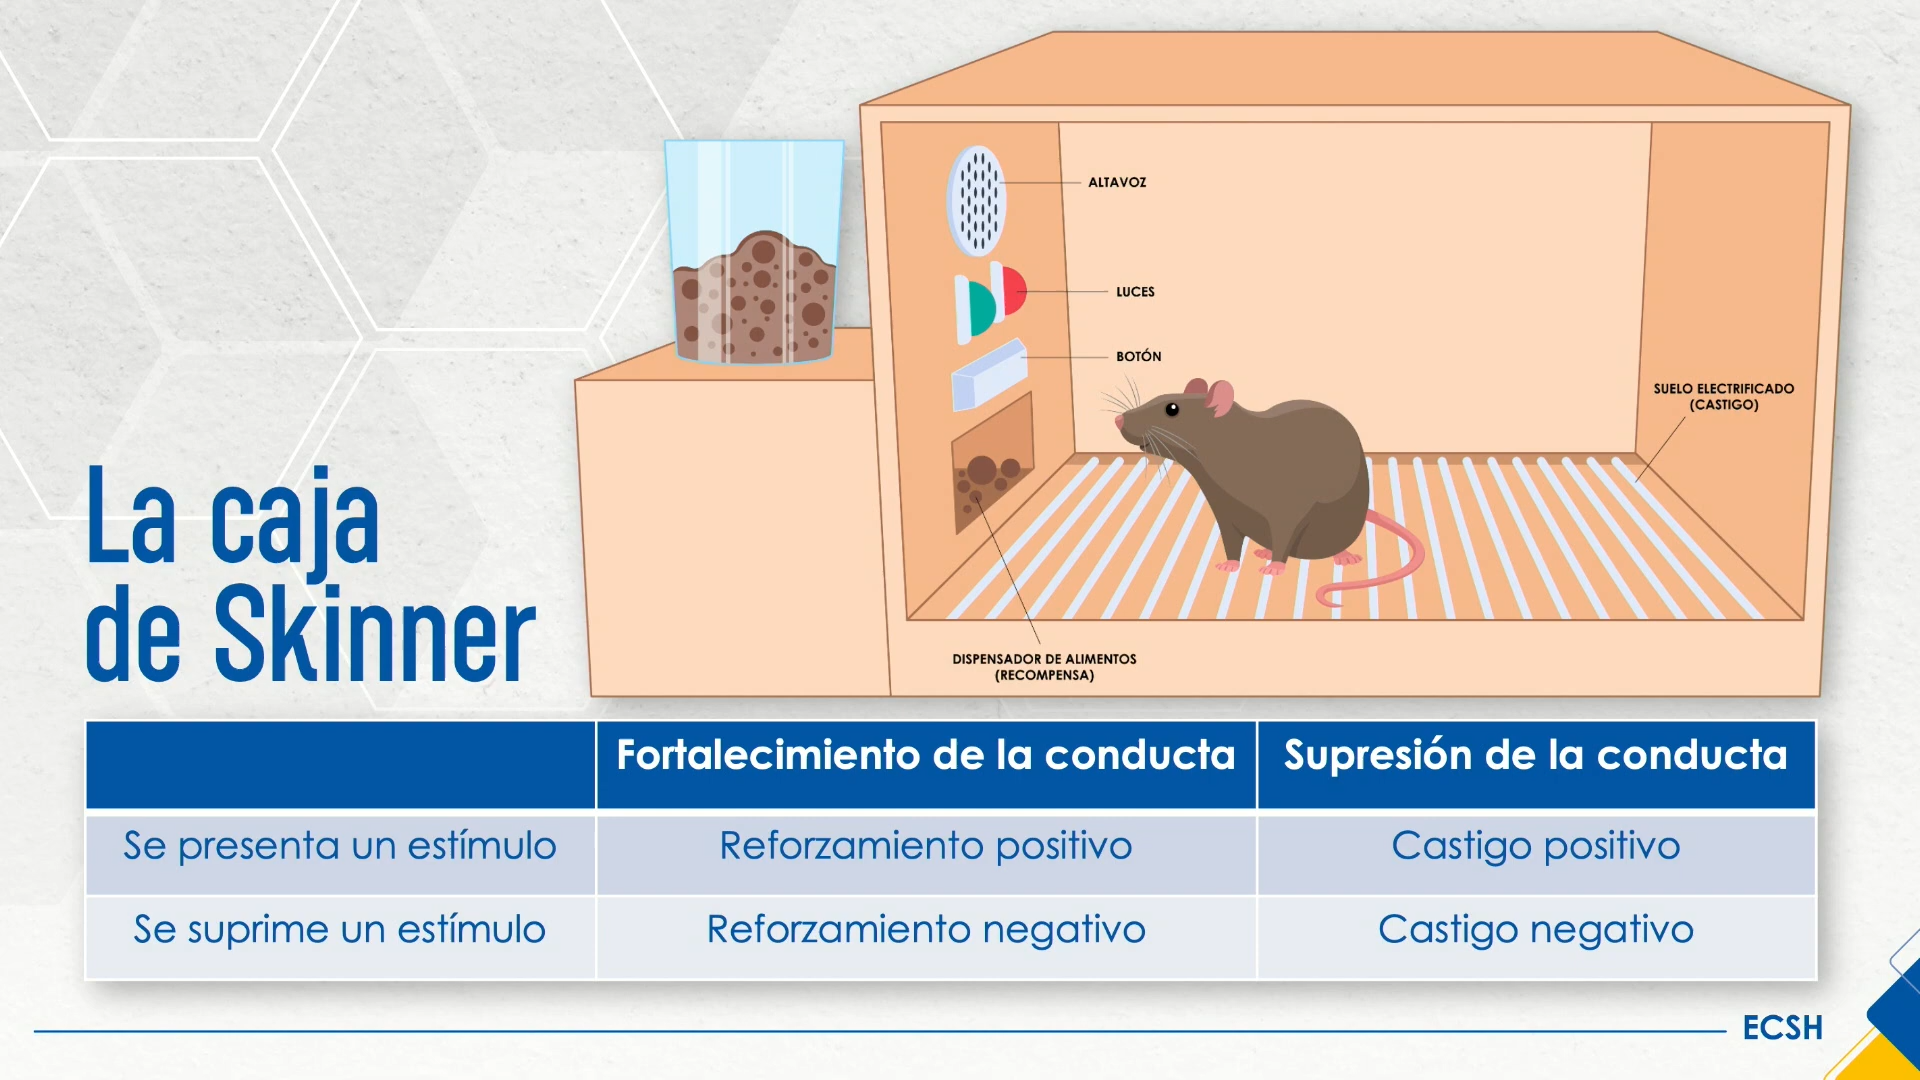 ALTAVOZ
LUCES
BOTÓN
SUELO ELECTRIFICADO
(CASTIGO)
La caja
de Skinner
DISPENSADOR DE ALIMENTOS
(RECOMPENSA)
Fortalecimiento de la conducta
Supresión de la conducta
Se presenta un estímulo
Reforzamiento positivo
Castigo positivo
Se suprime un estímulo
Reforzamiento negativo
Castigo negativo
ECSH